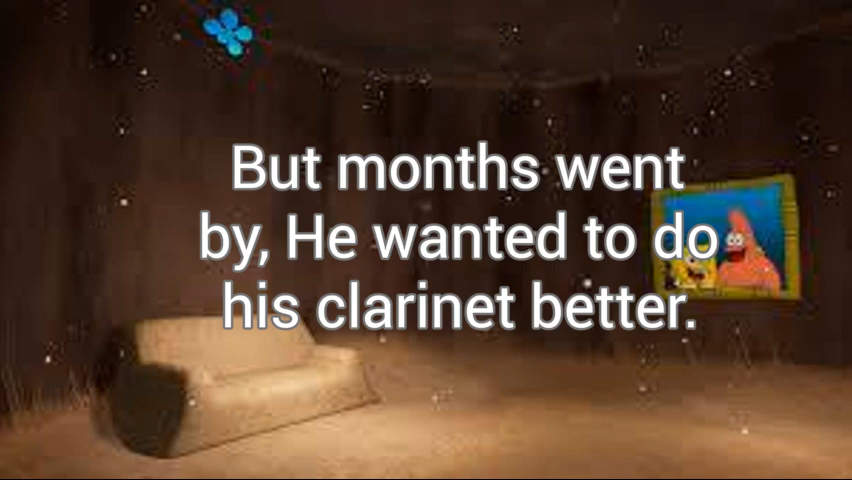 But months went
by, He wanted to do
his clarinet better.